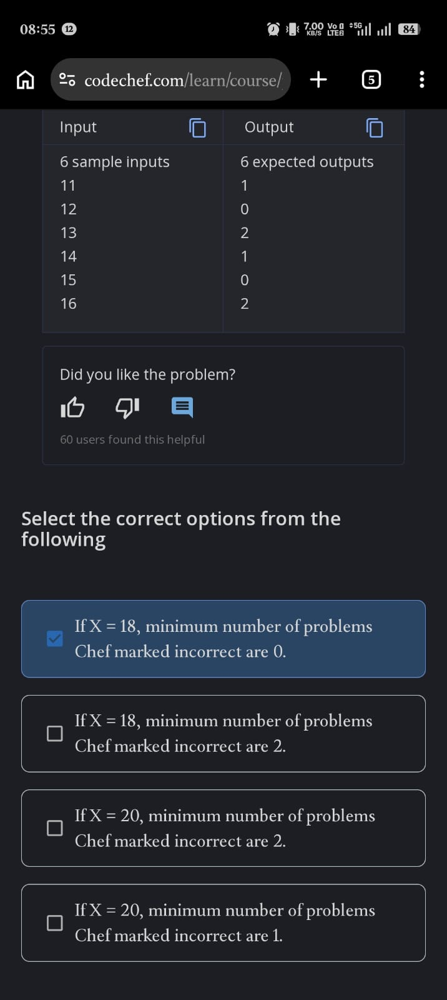 08:55 12 7.00 KB/S Vo LTE2 5G 84
codechef.com/learn/course/ 5
Input Output
6 sample inputs 6 expected outputs
11 1
12 0
13 2
14 1
15 0
16 2
Did you like the problem?
60 users found this helpful
Select the correct options from the
following
If X = 18, minimum number of problems
Chef marked incorrect are 0.
If X = 18, minimum number of problems
Chef marked incorrect are 2.
If X = 20, minimum number of problems
Chef marked incorrect are 2.
If X = 20, minimum number of problems
Chef marked incorrect are 1.